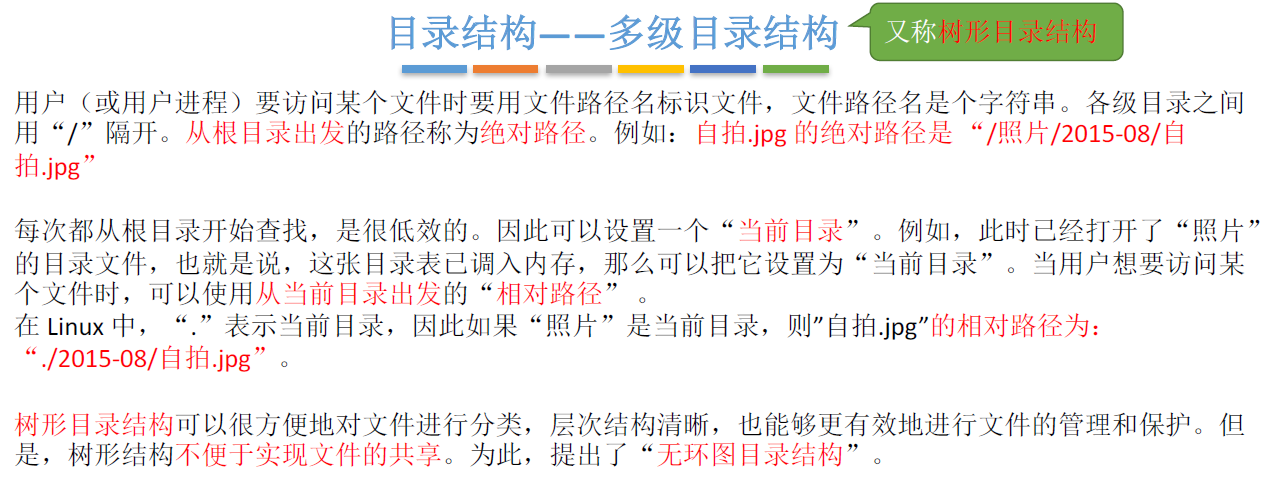 目录结构——多级目录结构
又称树形目录结构
用户（或用户进程）要访问某个文件时要用文件路径名标识文件，文件路径名是个字符串。各级目录之间
用“/”隔开。从根目录出发的路径称为绝对路径。例如：自拍.jpg 的绝对路径是“/照片/2015-08/自
拍.jpg”
每次都从根目录开始查找，是很低效的。因此可以设置一个“当前目录”。例如，此时已经打开了“照片”
的目录文件，也就是说，这张目录表已调入内存，那么可以把它设置为“当前目录”。当用户想要访问某
个文件时，可以使用从当前目录出发的“相对路径”。
在 Linux 中，“.”表示当前目录，因此如果“照片”是当前目录，则”自拍.jpg”的相对路径为：
“./2015-08/自拍.jpg”。
树形目录结构可以很方便地对文件进行分类，层次结构清晰，也能够更有效地进行文件的管理和保护。但
是，树形结构不便于实现文件的共享。为此，提出了“无环图目录结构”。